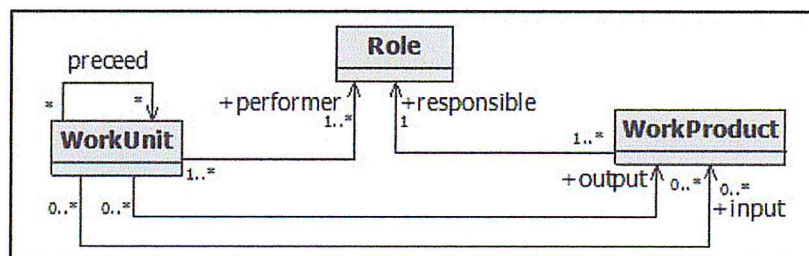 Role
preceed
+performer
+responsible
*
*
1..*
1
WorkUnit
1..*
1..*
WorkProduct
+output
0..*
0..*
0..*
0..*
+input